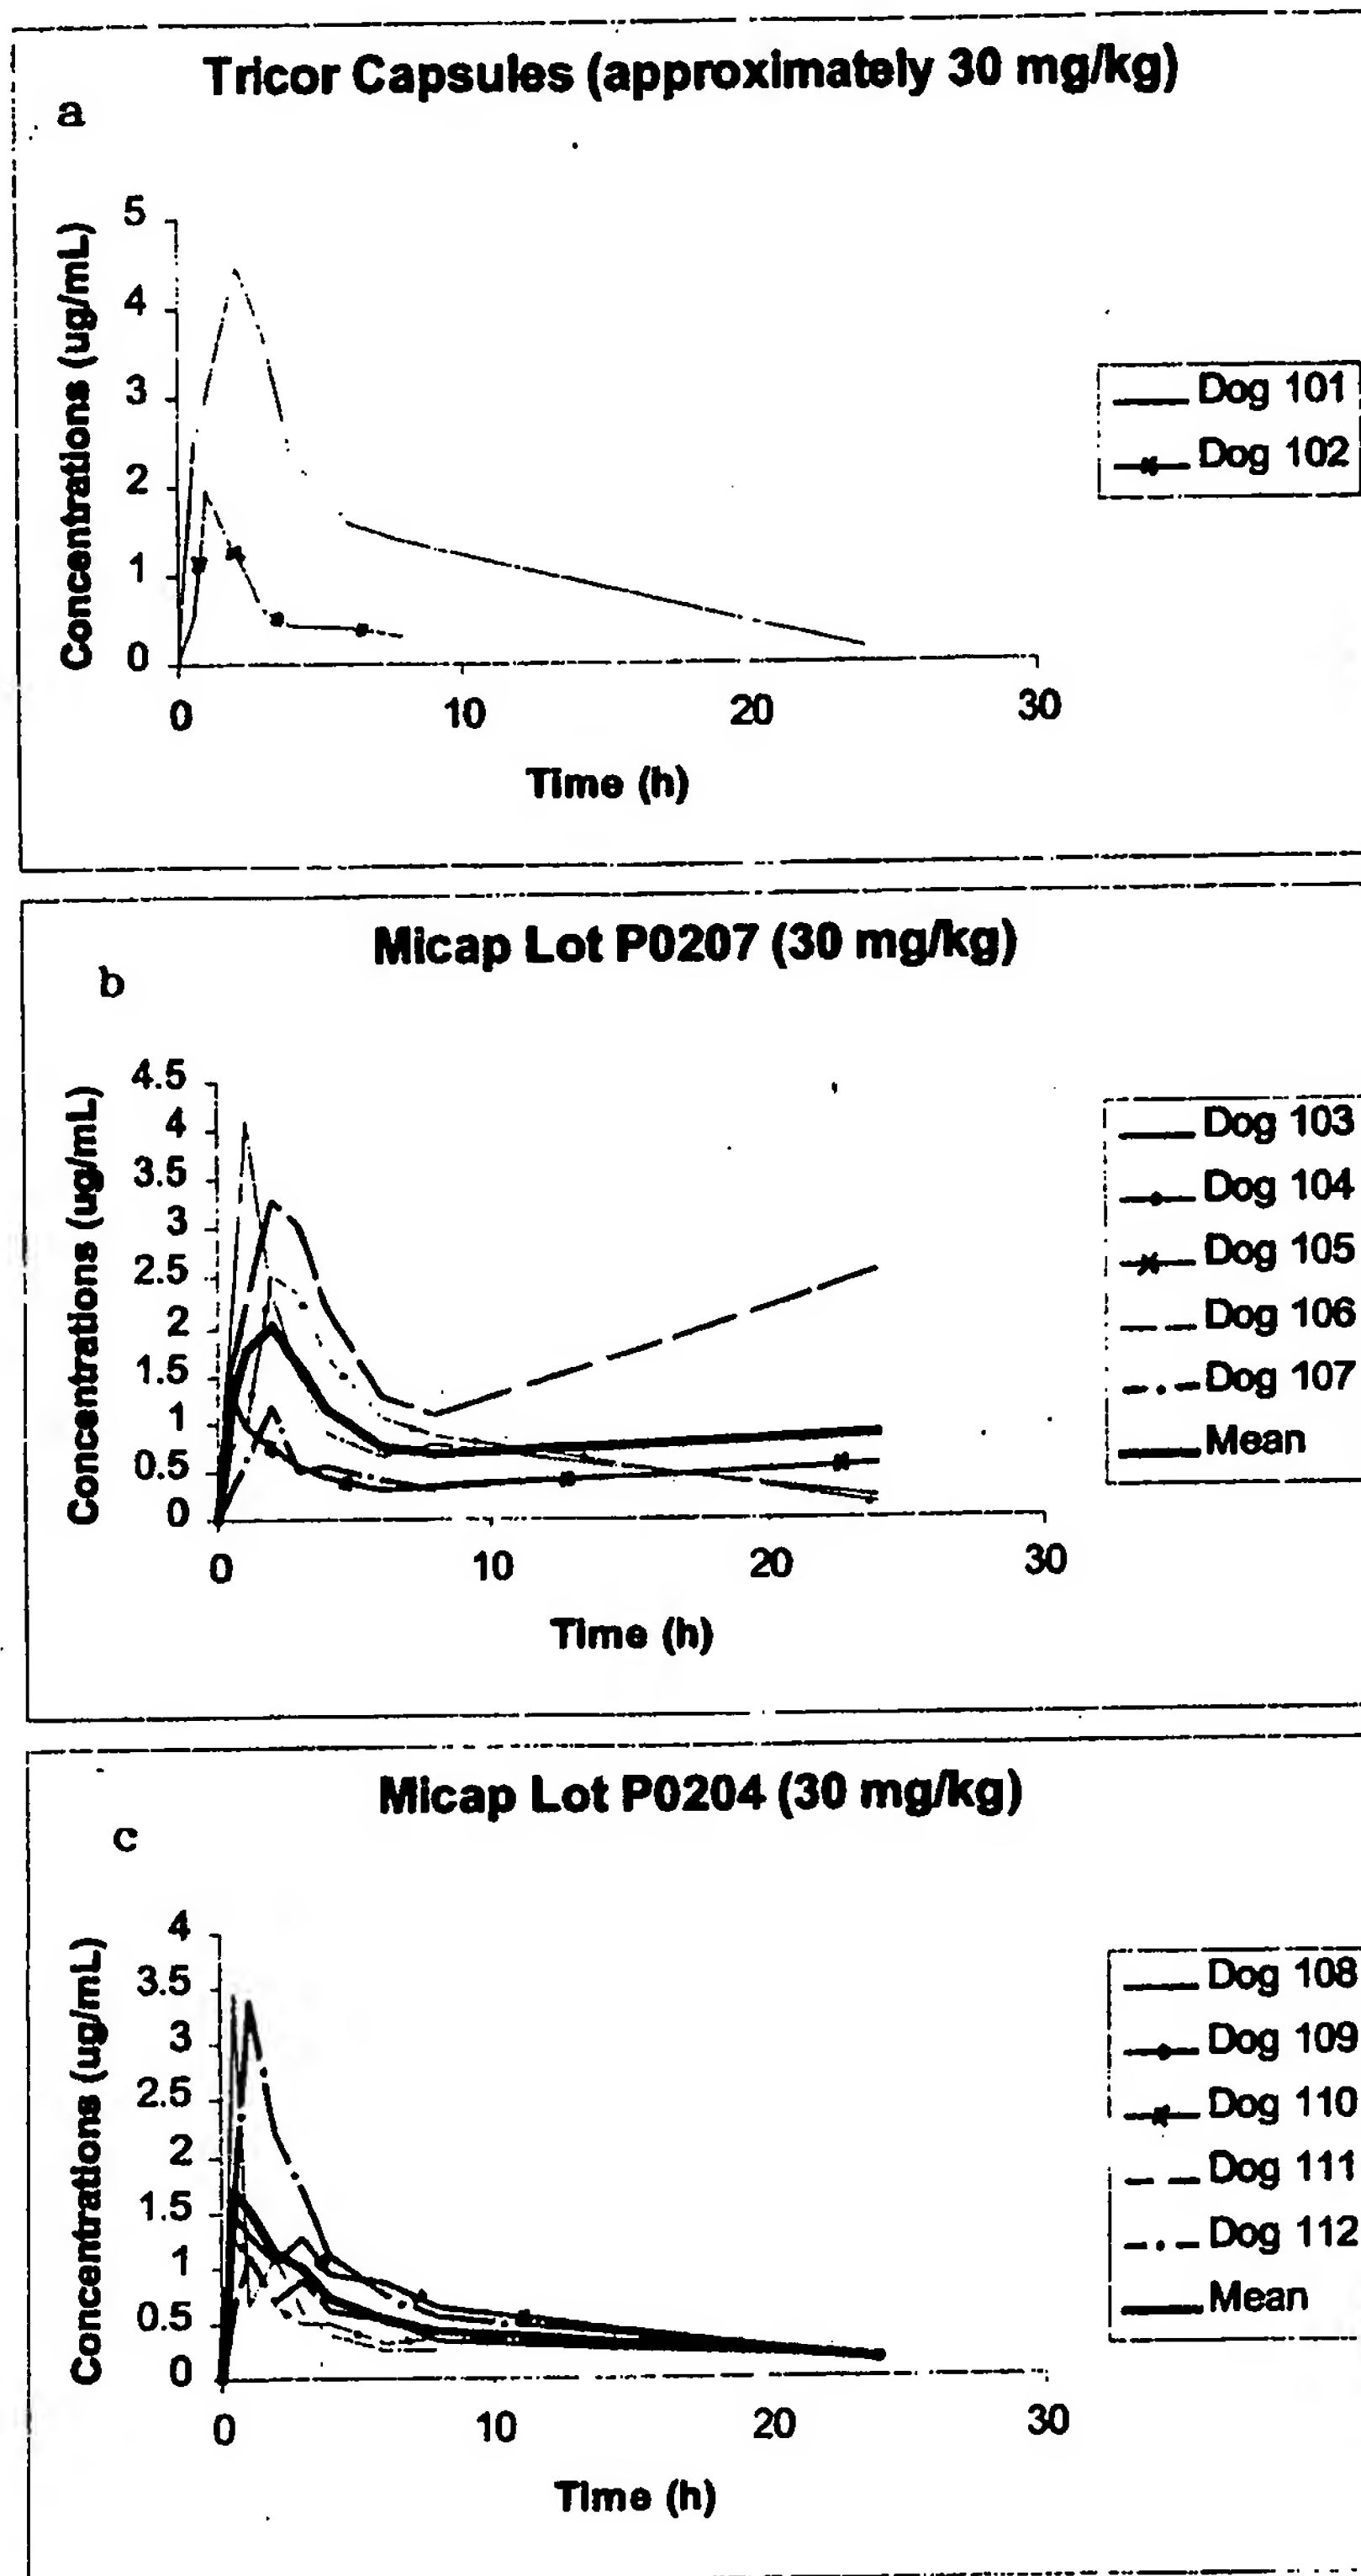 Tricor Capsules (approximately 30 mg/kg)
a
Concentrations (ug/mL)
5
4
3
2
1
0
0 10 20 30
Time (h)
Dog 101
Dog 102
Micap Lot P0207 (30 mg/kg)
b
Concentrations (ug/mL)
4.5
4
3.5
3
2.5
2
1.5
1
0.5
0
0 10 20 30
Time (h)
Dog 103
Dog 104
Dog 105
Dog 106
Dog 107
Mean
Micap Lot P0204 (30 mg/kg)
c
Concentrations (ug/mL)
4
3.5
3
2.5
2
1.5
1
0.5
0
0 10 20 30
Time (h)
Dog 108
Dog 109
Dog 110
Dog 111
Dog 112
Mean